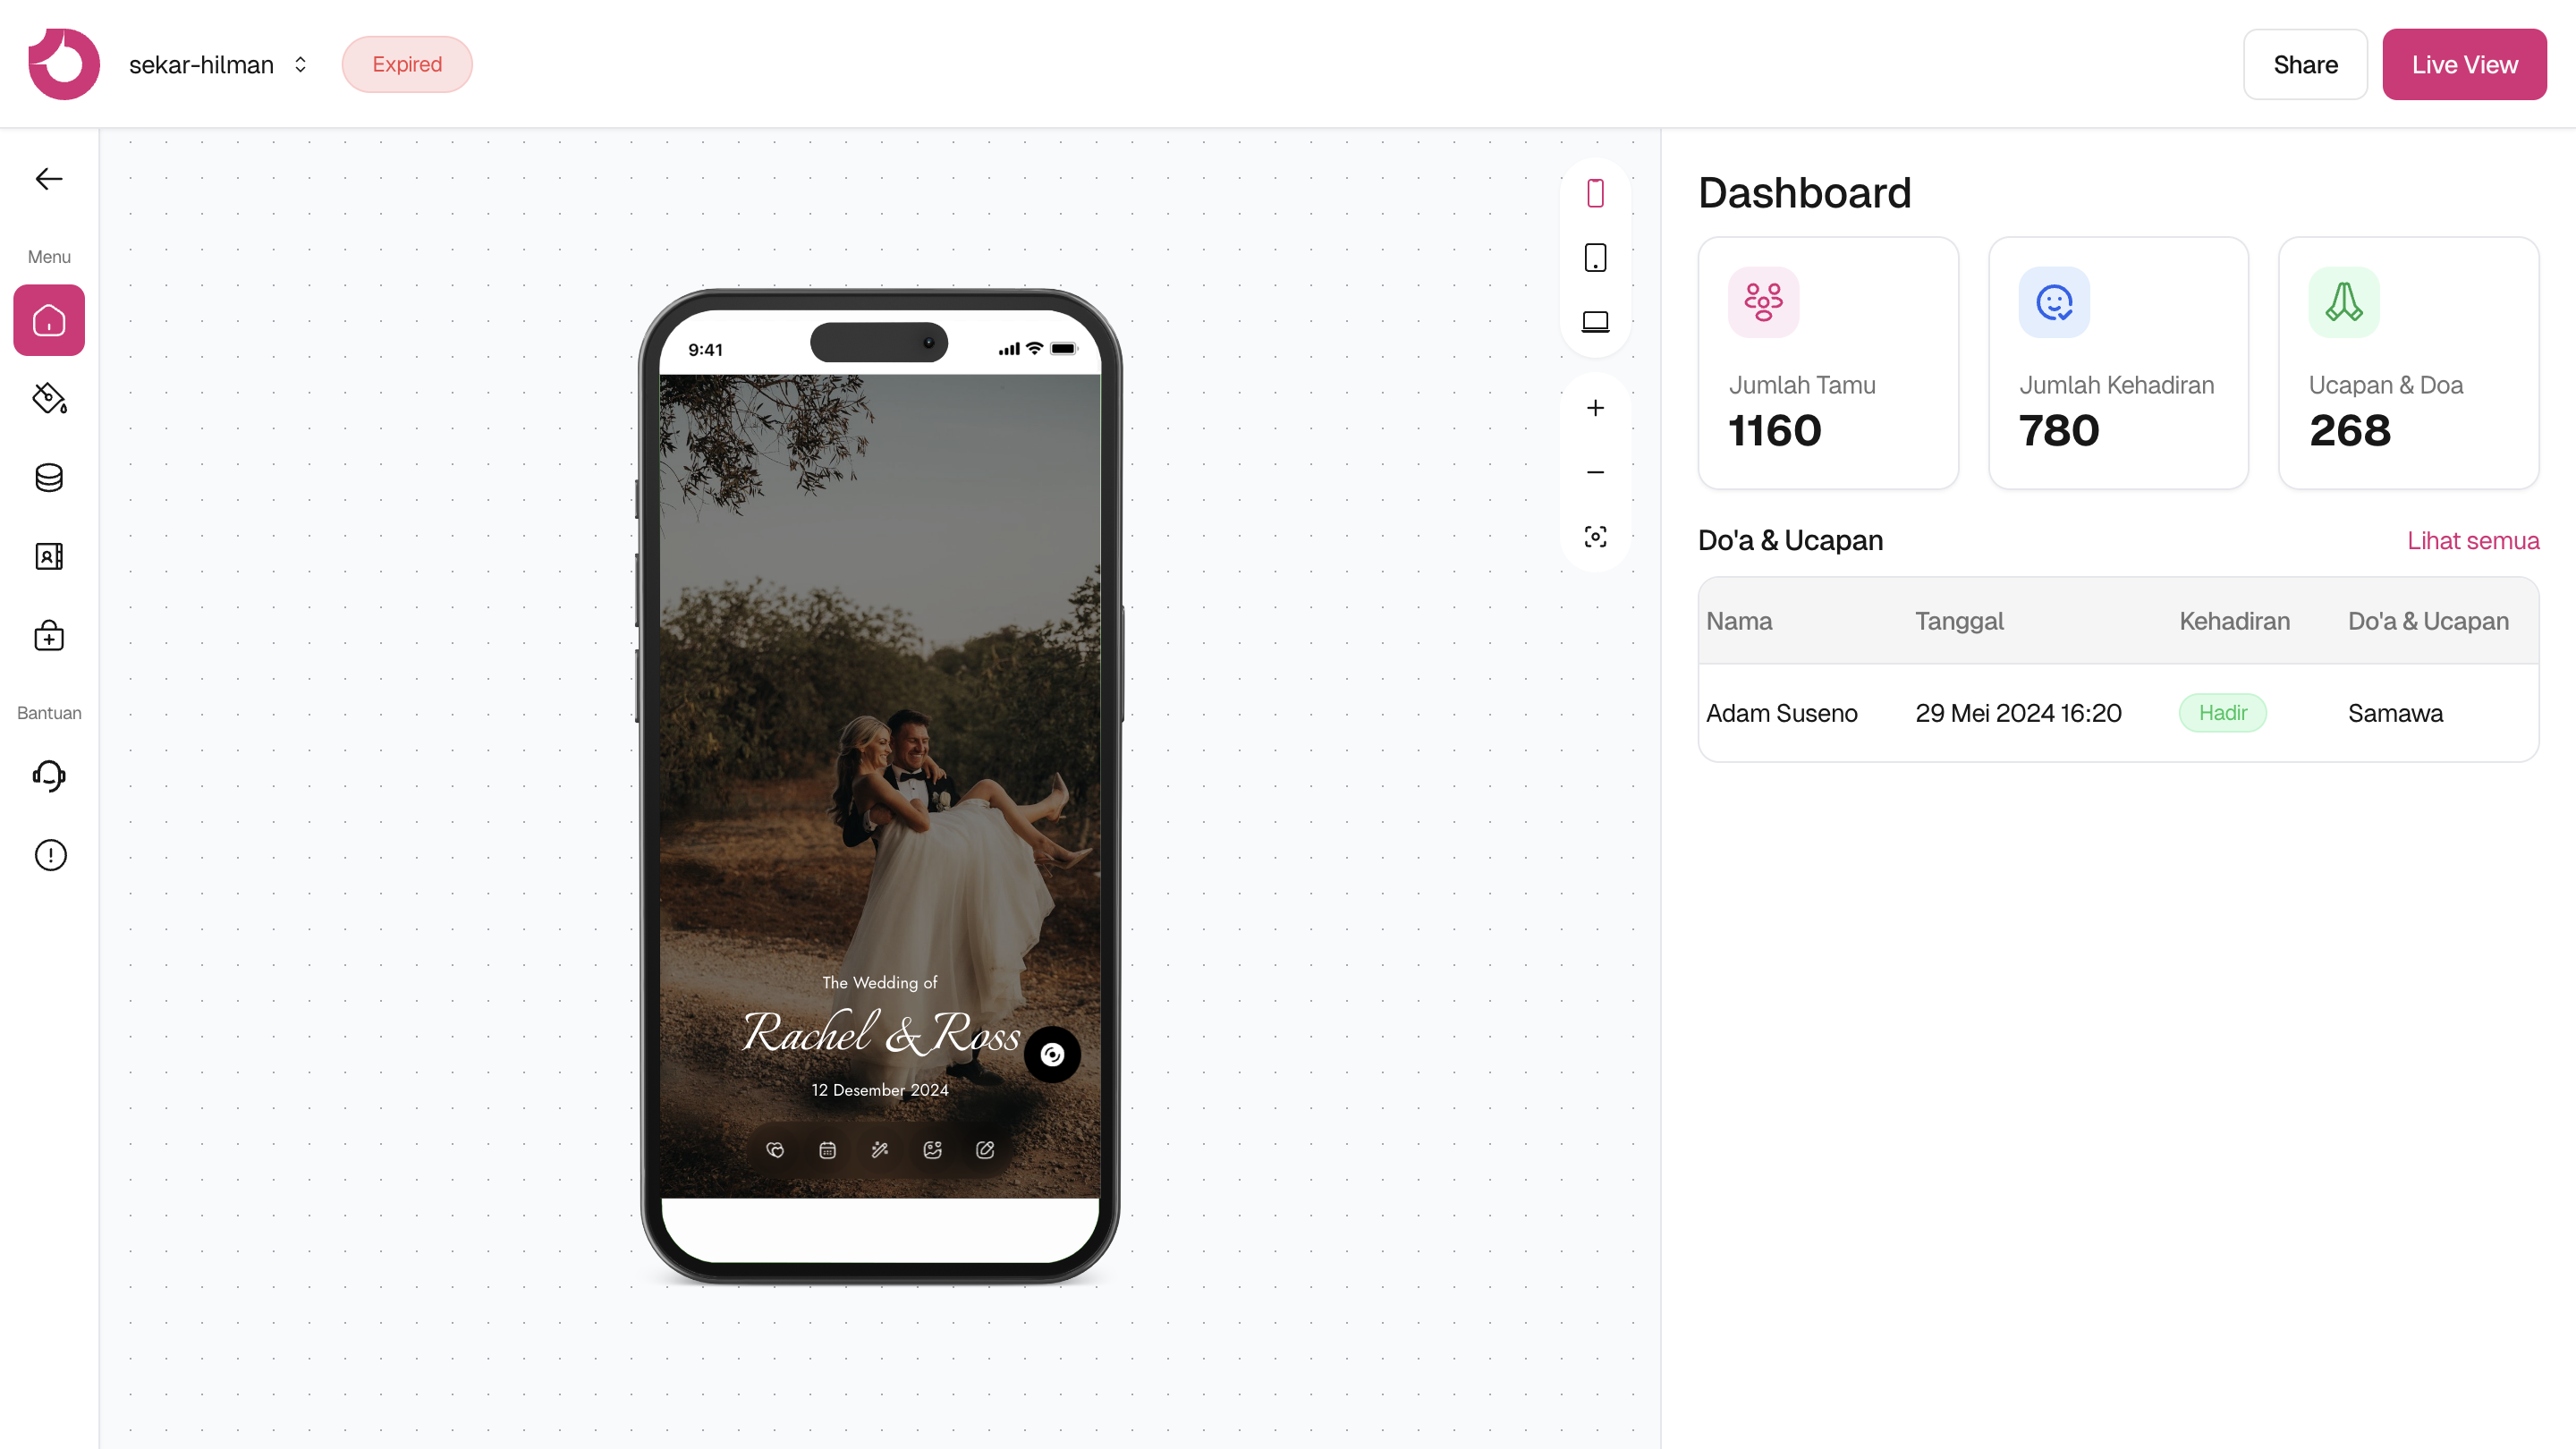 sekar-hilman
Expired
Share
Live View
Menu
Bantuan
9:41
The Wedding of
Rachel & Ross
12 Desember 2024
Dashboard
Jumlah Tamu
1160
Jumlah Kehadiran
780
Ucapan & Doa
268
Do'a & Ucapan
Lihat semua
Nama Tanggal Kehadiran Do'a & Ucapan
Adam Suseno 29 Mei 2024 16:20 Hadir Samawa